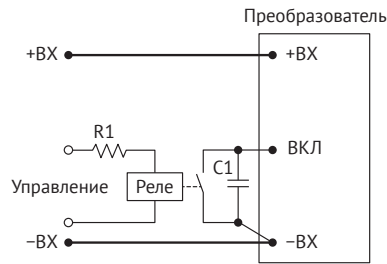 Преобразователь
+ВХ
+ВХ
R1
ВКЛ
C1
Управление
Реле
−ВХ
−ВХ